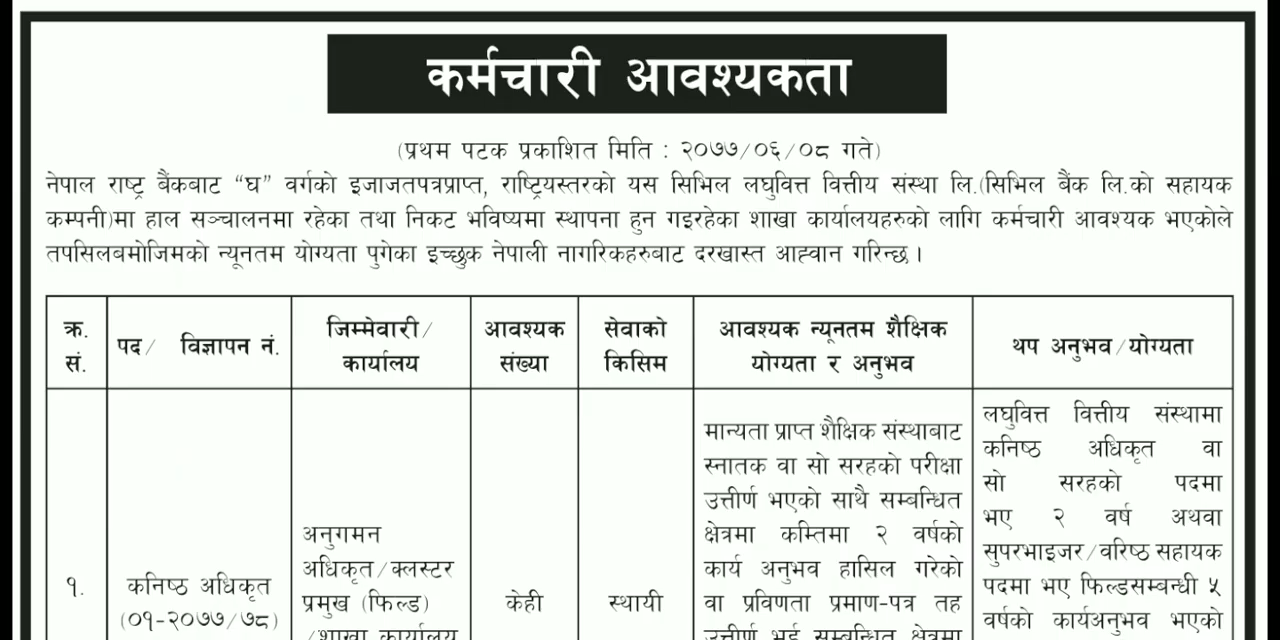 कर्मचारी आवश्यकता
(प्रथम पटक प्रकाशित मिति : २०७७/०६/०८ गते)
नेपाल राष्ट्र बैंकबाट “घ” वर्गको इजाजतपत्रप्राप्त, राष्ट्रियस्तरको यस सिभिल लघुवित्त वित्तीय संस्था लि.(सिभिल बैंक लि.को सहायक
कम्पनी)मा हाल सञ्चालनमा रहेका तथा निकट भविष्यमा स्थापना हुन गइरहेका शाखा कार्यालयहरुको लागि कर्मचारी आवश्यक भएकोले
तपसिलबमोजिमको न्यूनतम योग्यता पुगेका इच्छुक नेपाली नागरिकहरुबाट दरखास्त आह्वान गरिन्छ ।
क्र.
सं.
पद/ विज्ञापन नं.
जिम्मेवारी/
कार्यालय
आवश्यक
संख्या
सेवाको
किसिम
आवश्यक न्यूनतम शैक्षिक
योग्यता र अनुभव
थप अनुभव/योग्यता
१.
कनिष्ठ अधिकृत
(०१-२०७७/७८)
अनुगमन
अधिकृत/क्लस्टर
प्रमुख (फिल्ड)
/शाखा कार्यालय
केही
स्थायी
मान्यता प्राप्त शैक्षिक संस्थाबाट
स्नातक वा सो सरहको परीक्षा
उत्तीर्ण भएको साथै सम्बन्धित
क्षेत्रमा कम्तिमा २ वर्षको
कार्य अनुभव हासिल गरेको
वा प्रविणता प्रमाण-पत्र तह
उत्तीर्ण भई सम्बन्धित क्षेत्रमा
लघुवित्त वित्तीय संस्थामा
कनिष्ठ अधिकृत वा
सो सरहको पदमा
भए २ वर्ष अथवा
सुपरभाइजर/वरिष्ठ सहायक
पदमा भए फिल्डसम्बन्धी ५
वर्षको कार्यअनुभव भएको